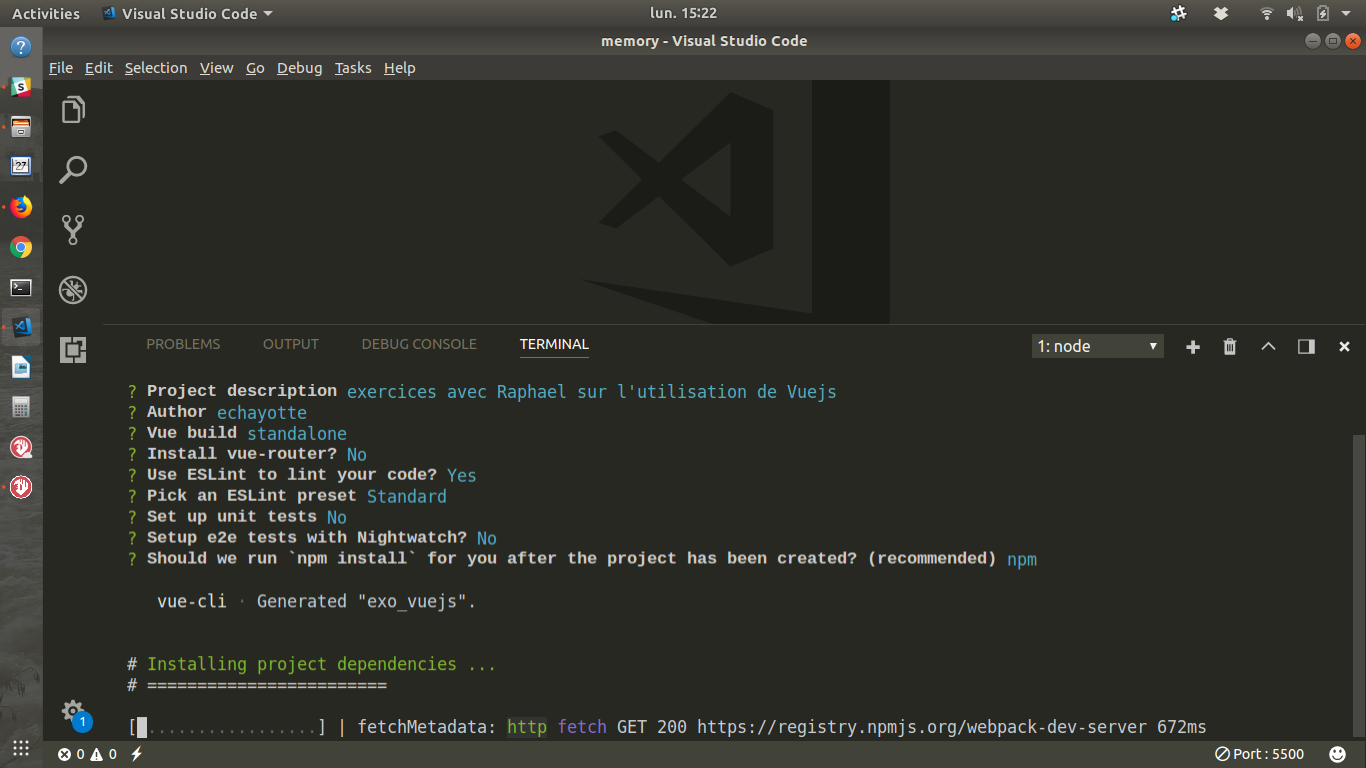 Activities Visual Studio Code lun. 15:22
memory - Visual Studio Code
File Edit Selection View Go Debug Tasks Help
PROBLEMS OUTPUT DEBUG CONSOLE TERMINAL 1: node
? Project description exercices avec Raphael sur l'utilisation de Vuejs
? Author echayotte
? Vue build standalone
? Install vue-router? No
? Use ESLint to lint your code? Yes
? Pick an ESLint preset Standard
? Set up unit tests No
? Setup e2e tests with Nightwatch? No
? Should we run `npm install` for you after the project has been created? (recommended) npm
vue-cli · Generated "exo_vuejs".
# Installing project dependencies ...
# ========================
[ .................] | fetchMetadata: http fetch GET 200 https://registry.npmjs.org/webpack-dev-server 672ms
1
0 0 Port : 5500
27
S